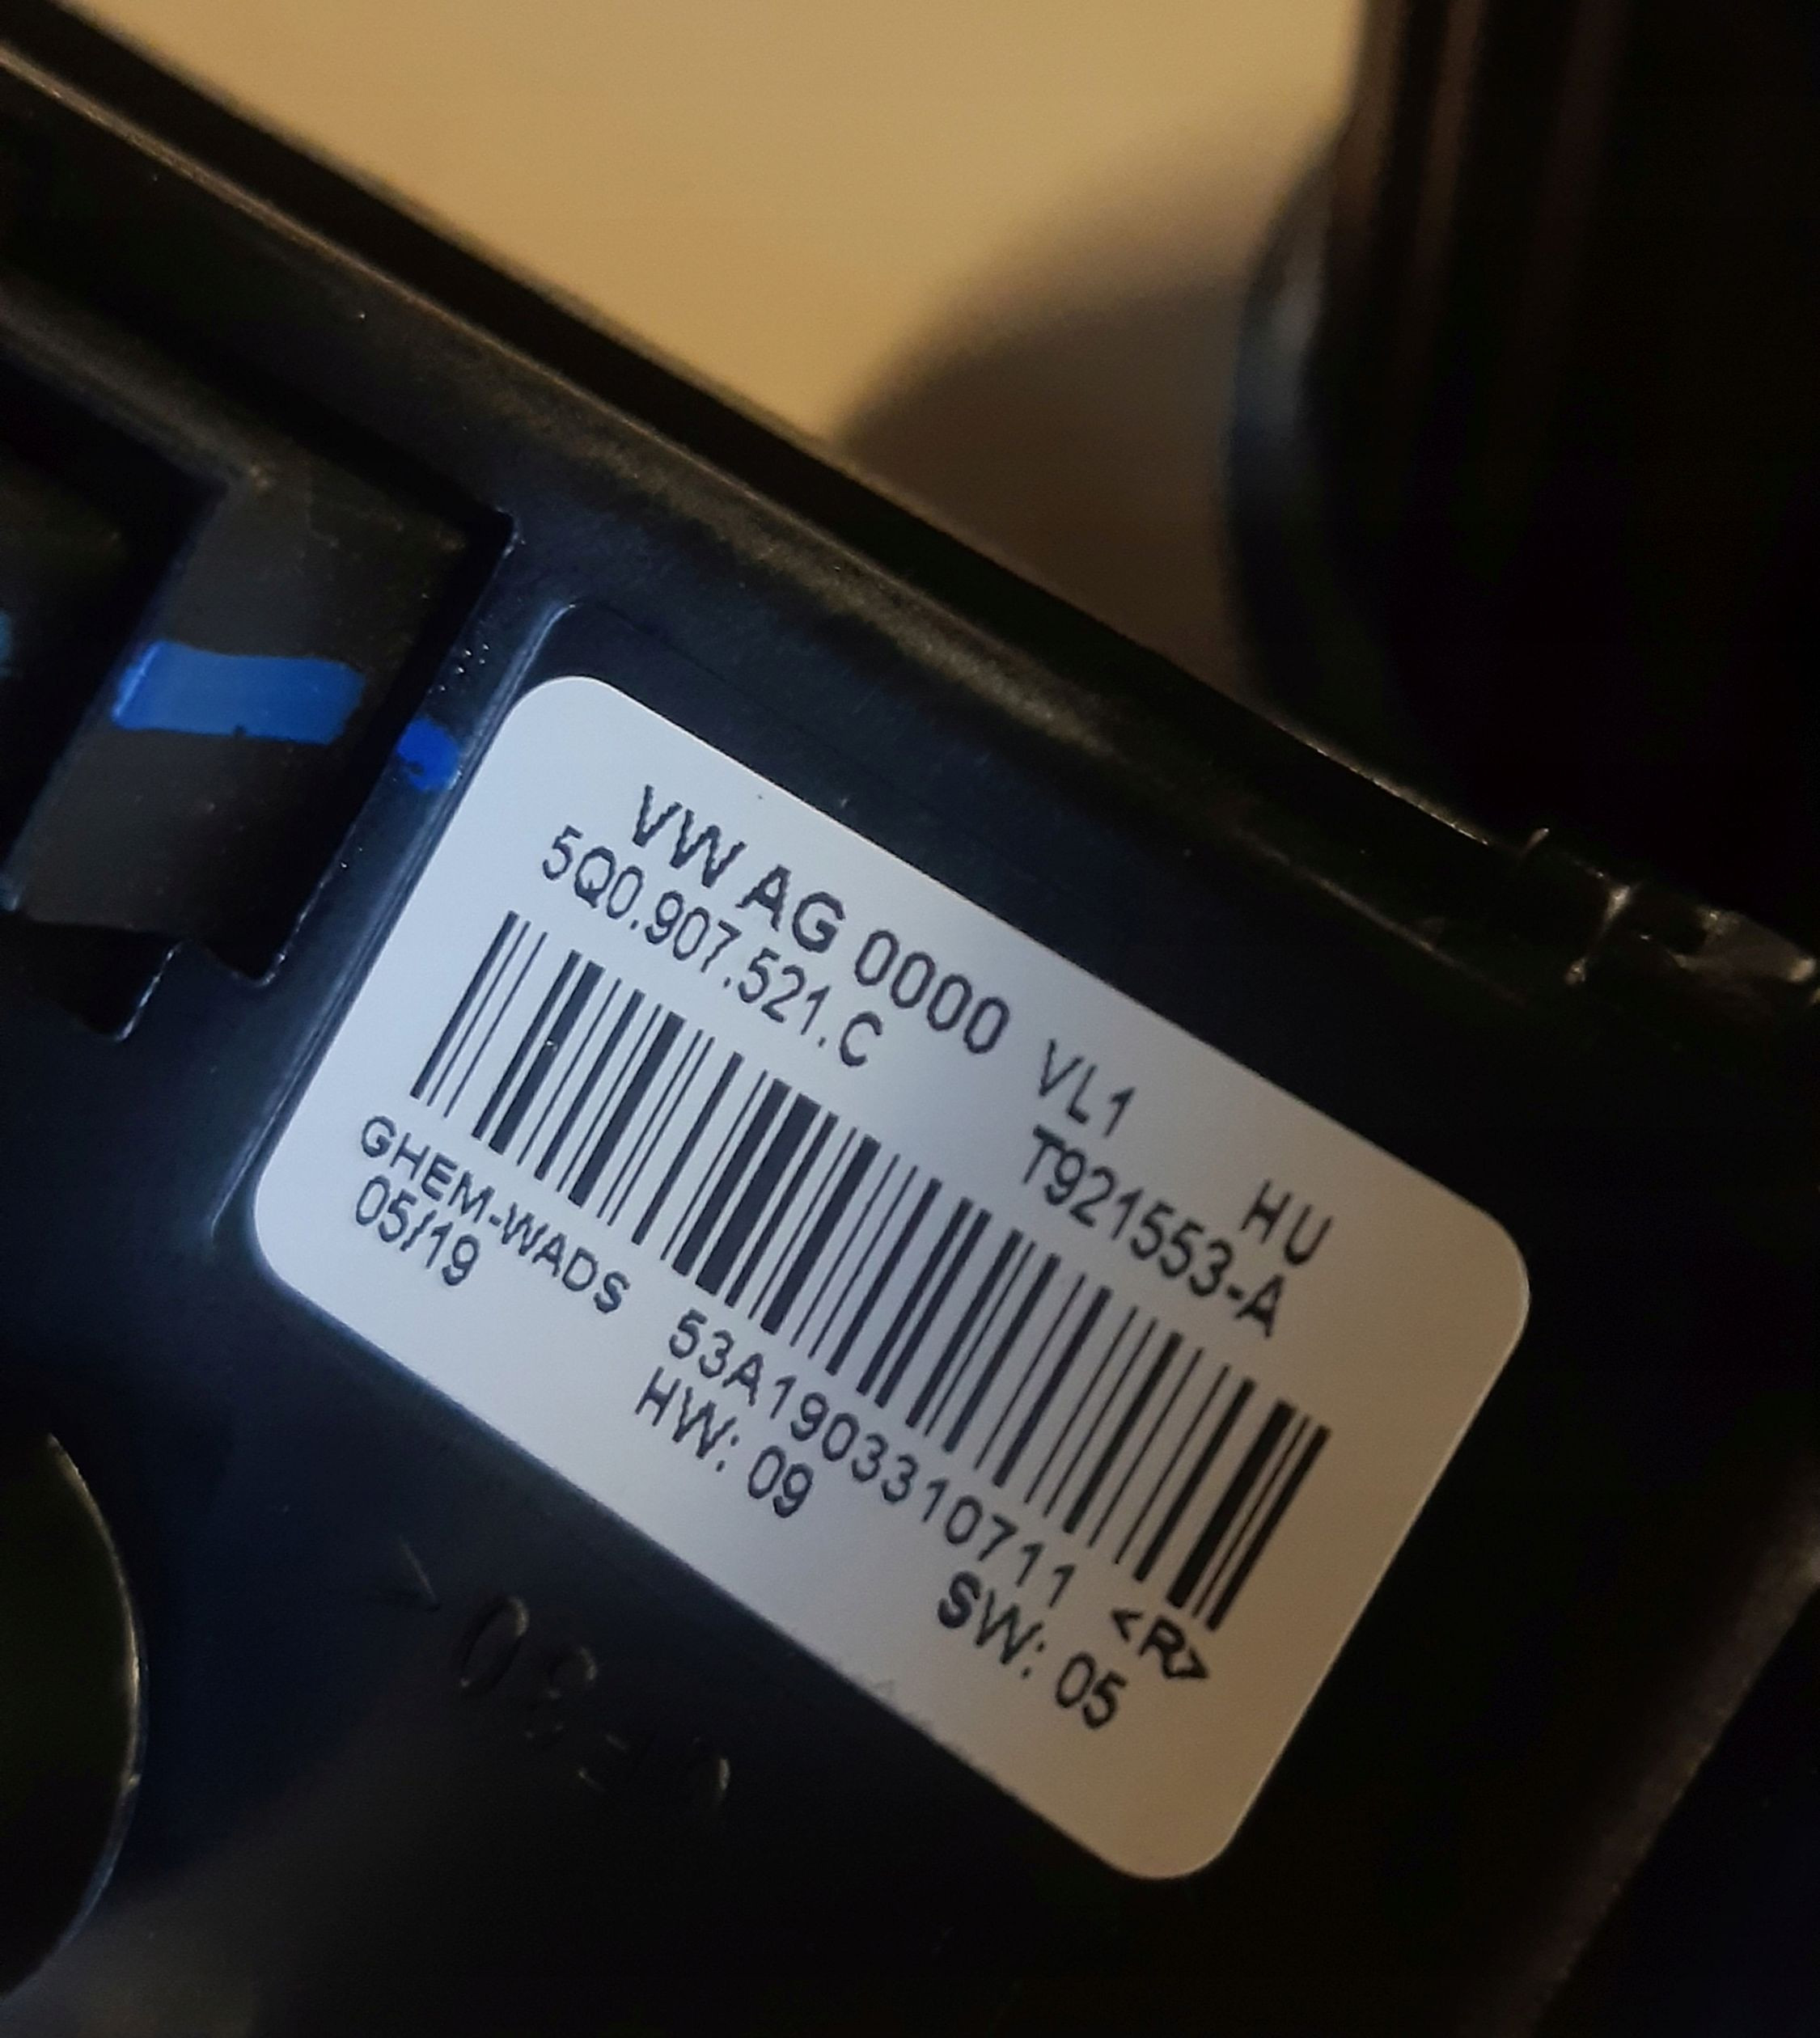 VW AG 0000 VL1 HU
5Q0.907.521.C T921553-A
GHEM-WADS 53A1903310711 <R>
05/19 HW: 09 SW: 05